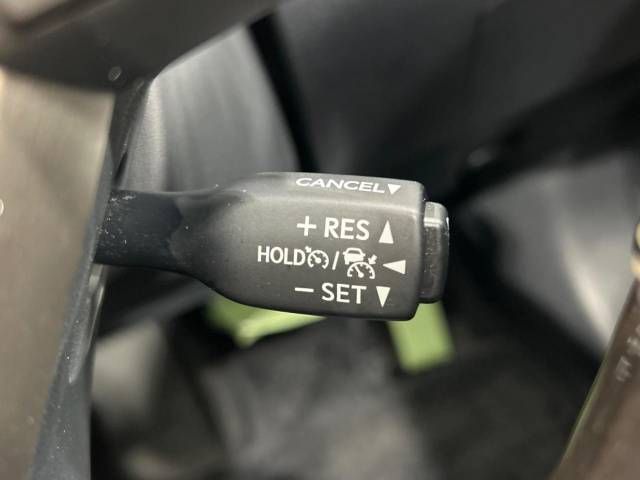 CANCEL▼
+ RES ▲
HOLD / ◀
− SET ▼